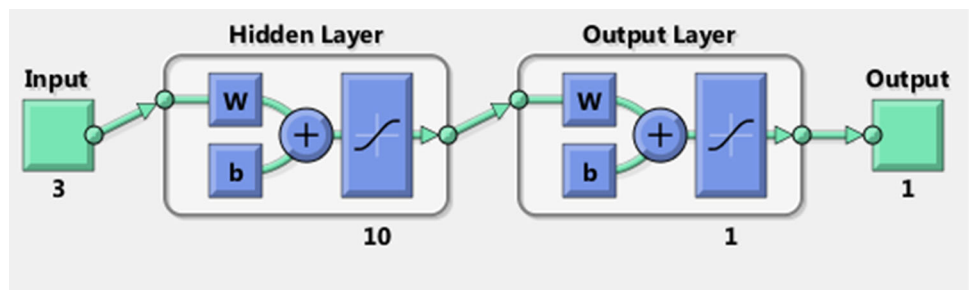 Hidden Layer
Output Layer
Input
Output
W
W
+
+
b
b
3
1
10
1